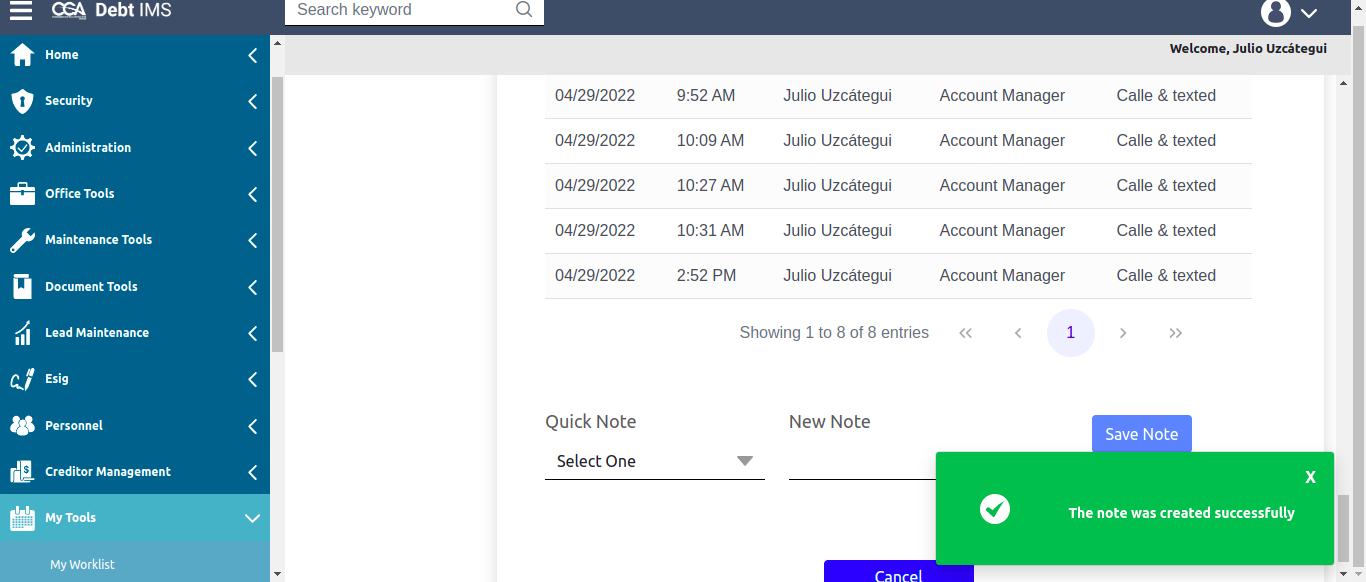 CGA Debt IMS
Search keyword
Welcome, Julio Uzcátegui
Home
Security
Administration
Office Tools
Maintenance Tools
Document Tools
Lead Maintenance
Esig
Personnel
Creditor Management
My Tools
My Worklist
04/29/2022 9:52 AM Julio Uzcátegui Account Manager Calle & texted
04/29/2022 10:09 AM Julio Uzcátegui Account Manager Calle & texted
04/29/2022 10:27 AM Julio Uzcátegui Account Manager Calle & texted
04/29/2022 10:31 AM Julio Uzcátegui Account Manager Calle & texted
04/29/2022 2:52 PM Julio Uzcátegui Account Manager Calle & texted
Showing 1 to 8 of 8 entries « ‹ 1 › »
Quick Note New Note
Save Note
Select One
X
The note was created successfully
Cancel